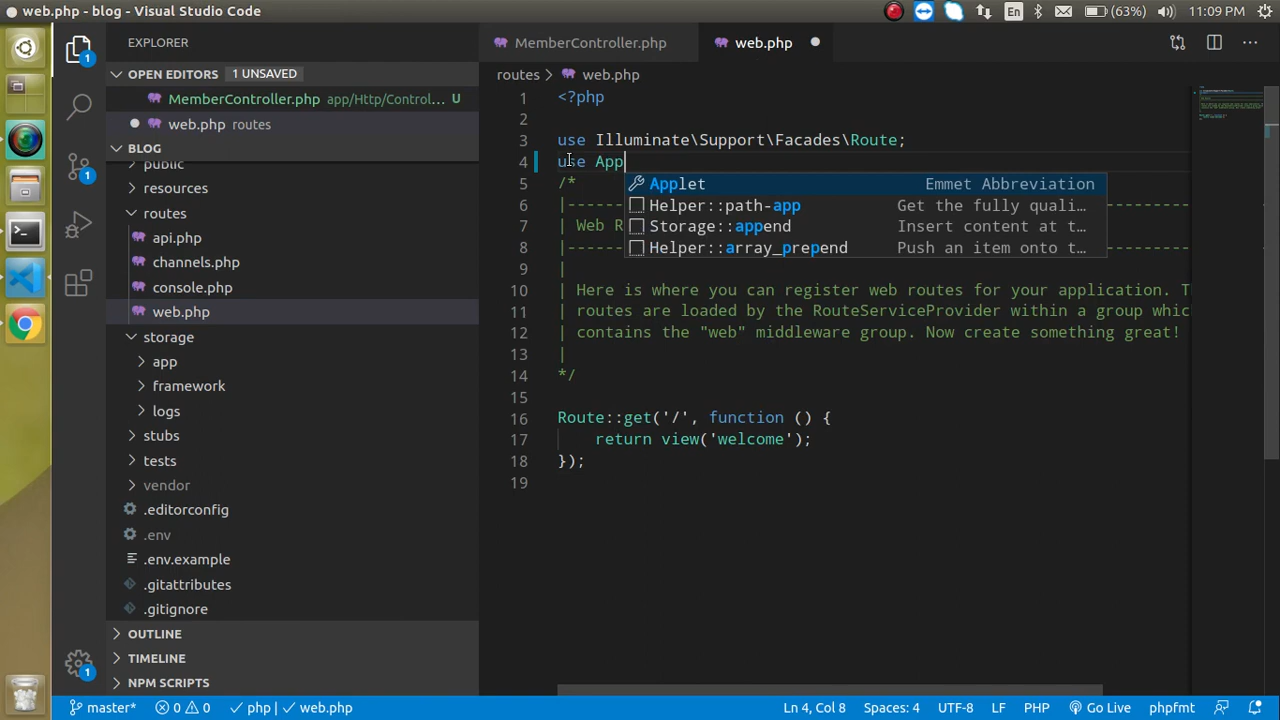 web.php - blog - Visual Studio Code
En
(63%)
11:09 PM
EXPLORER
MemberController.php
web.php
OPEN EDITORS
1 UNSAVED
MemberController.php app/Http/Control... U
web.php routes
BLOG
public
resources
routes
api.php
channels.php
console.php
web.php
storage
app
framework
logs
stubs
tests
vendor
.editorconfig
.env
.env.example
.gitattributes
.gitignore
OUTLINE
TIMELINE
NPM SCRIPTS
1
1
1
routes > web.php
1 <?php
2
3 use Illuminate\Support\Facades\Route;
4 use App
5 /*
6 |
7 | Web R
8 |
9 |
10 | Here is where you can register web routes for your application. T
11 | routes are loaded by the RouteServiceProvider within a group whic
12 | contains the "web" middleware group. Now create something great!
13 |
14 */
15
16 Route::get('/', function () {
17     return view('welcome');
18 });
19
Applet Emmet Abbreviation
Helper::path-app Get the fully quali...
Storage::append Insert content at t...
Helper::array_prepend Push an item onto t...
master* 0 0 php | web.php Ln 4, Col 8 Spaces: 4 UTF-8 LF PHP Go Live phpfmt